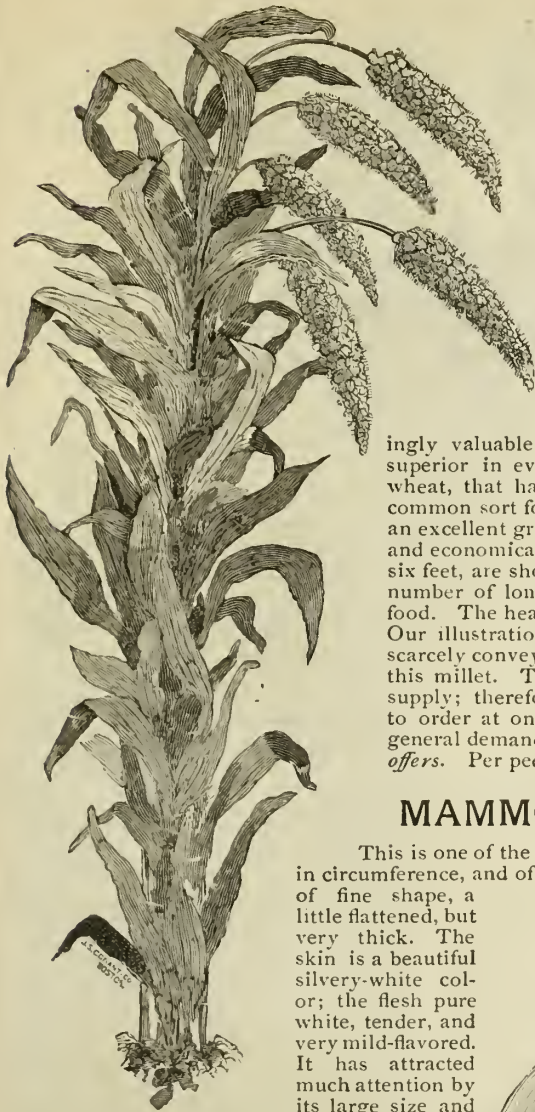 ingly valuable
superior in ev
wheat, that ha
common sort fo
an excellent gr
and economica
six feet, are sho
number of lon
food. The hea
Our illustratio
scarcely convey
this millet. T
supply; therefo
to order at on
general deman
offers. Per pec
MAMM
This is one of the
in circumference, and of
of fine shape, a
little flattened, but
very thick. The
skin is a beautiful
silvery-white col-
or; the flesh pure
white, tender, and
very mild-flavored.
It has attracted
much attention by
its large size and
J.S. CONANT CO
BOSTON